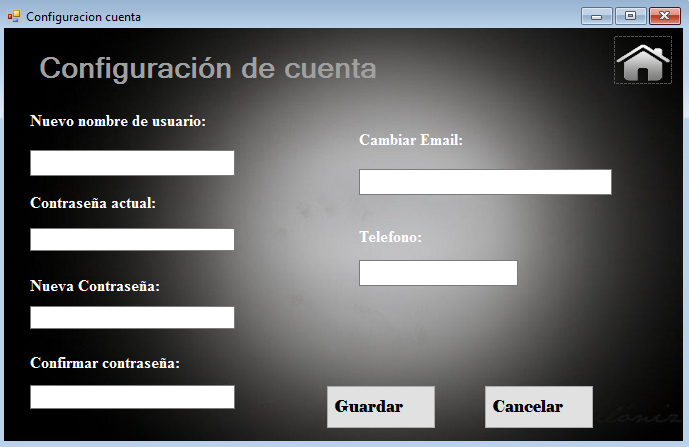 Configuracion cuenta
Configuración de cuenta
Nuevo nombre de usuario:
Cambiar Email:
Contraseña actual:
Telefono:
Nueva Contraseña:
Confirmar contraseña:
Guardar
Cancelar